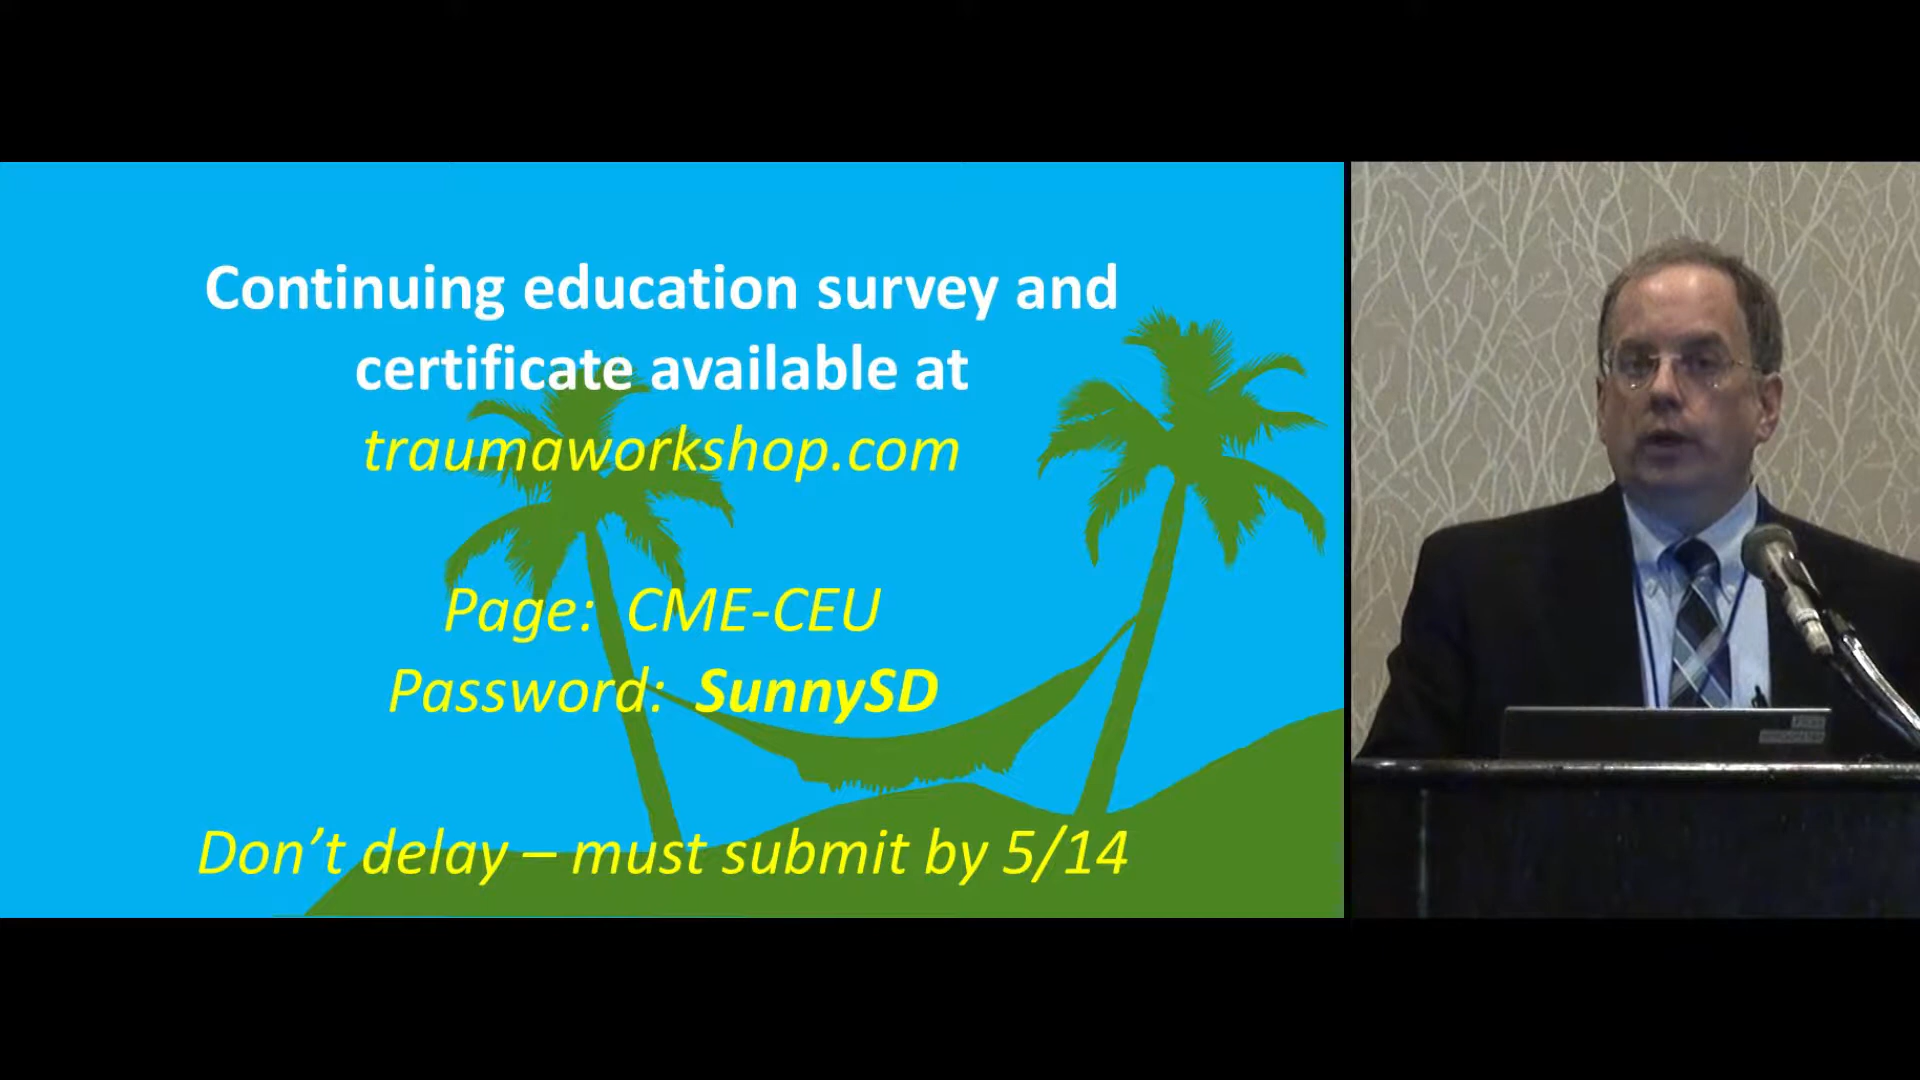 Continuing education survey and
certificate available at
traumaworkshop.com
Page: CME-CEU
Password: SunnySD
Don’t delay – must submit by 5/14